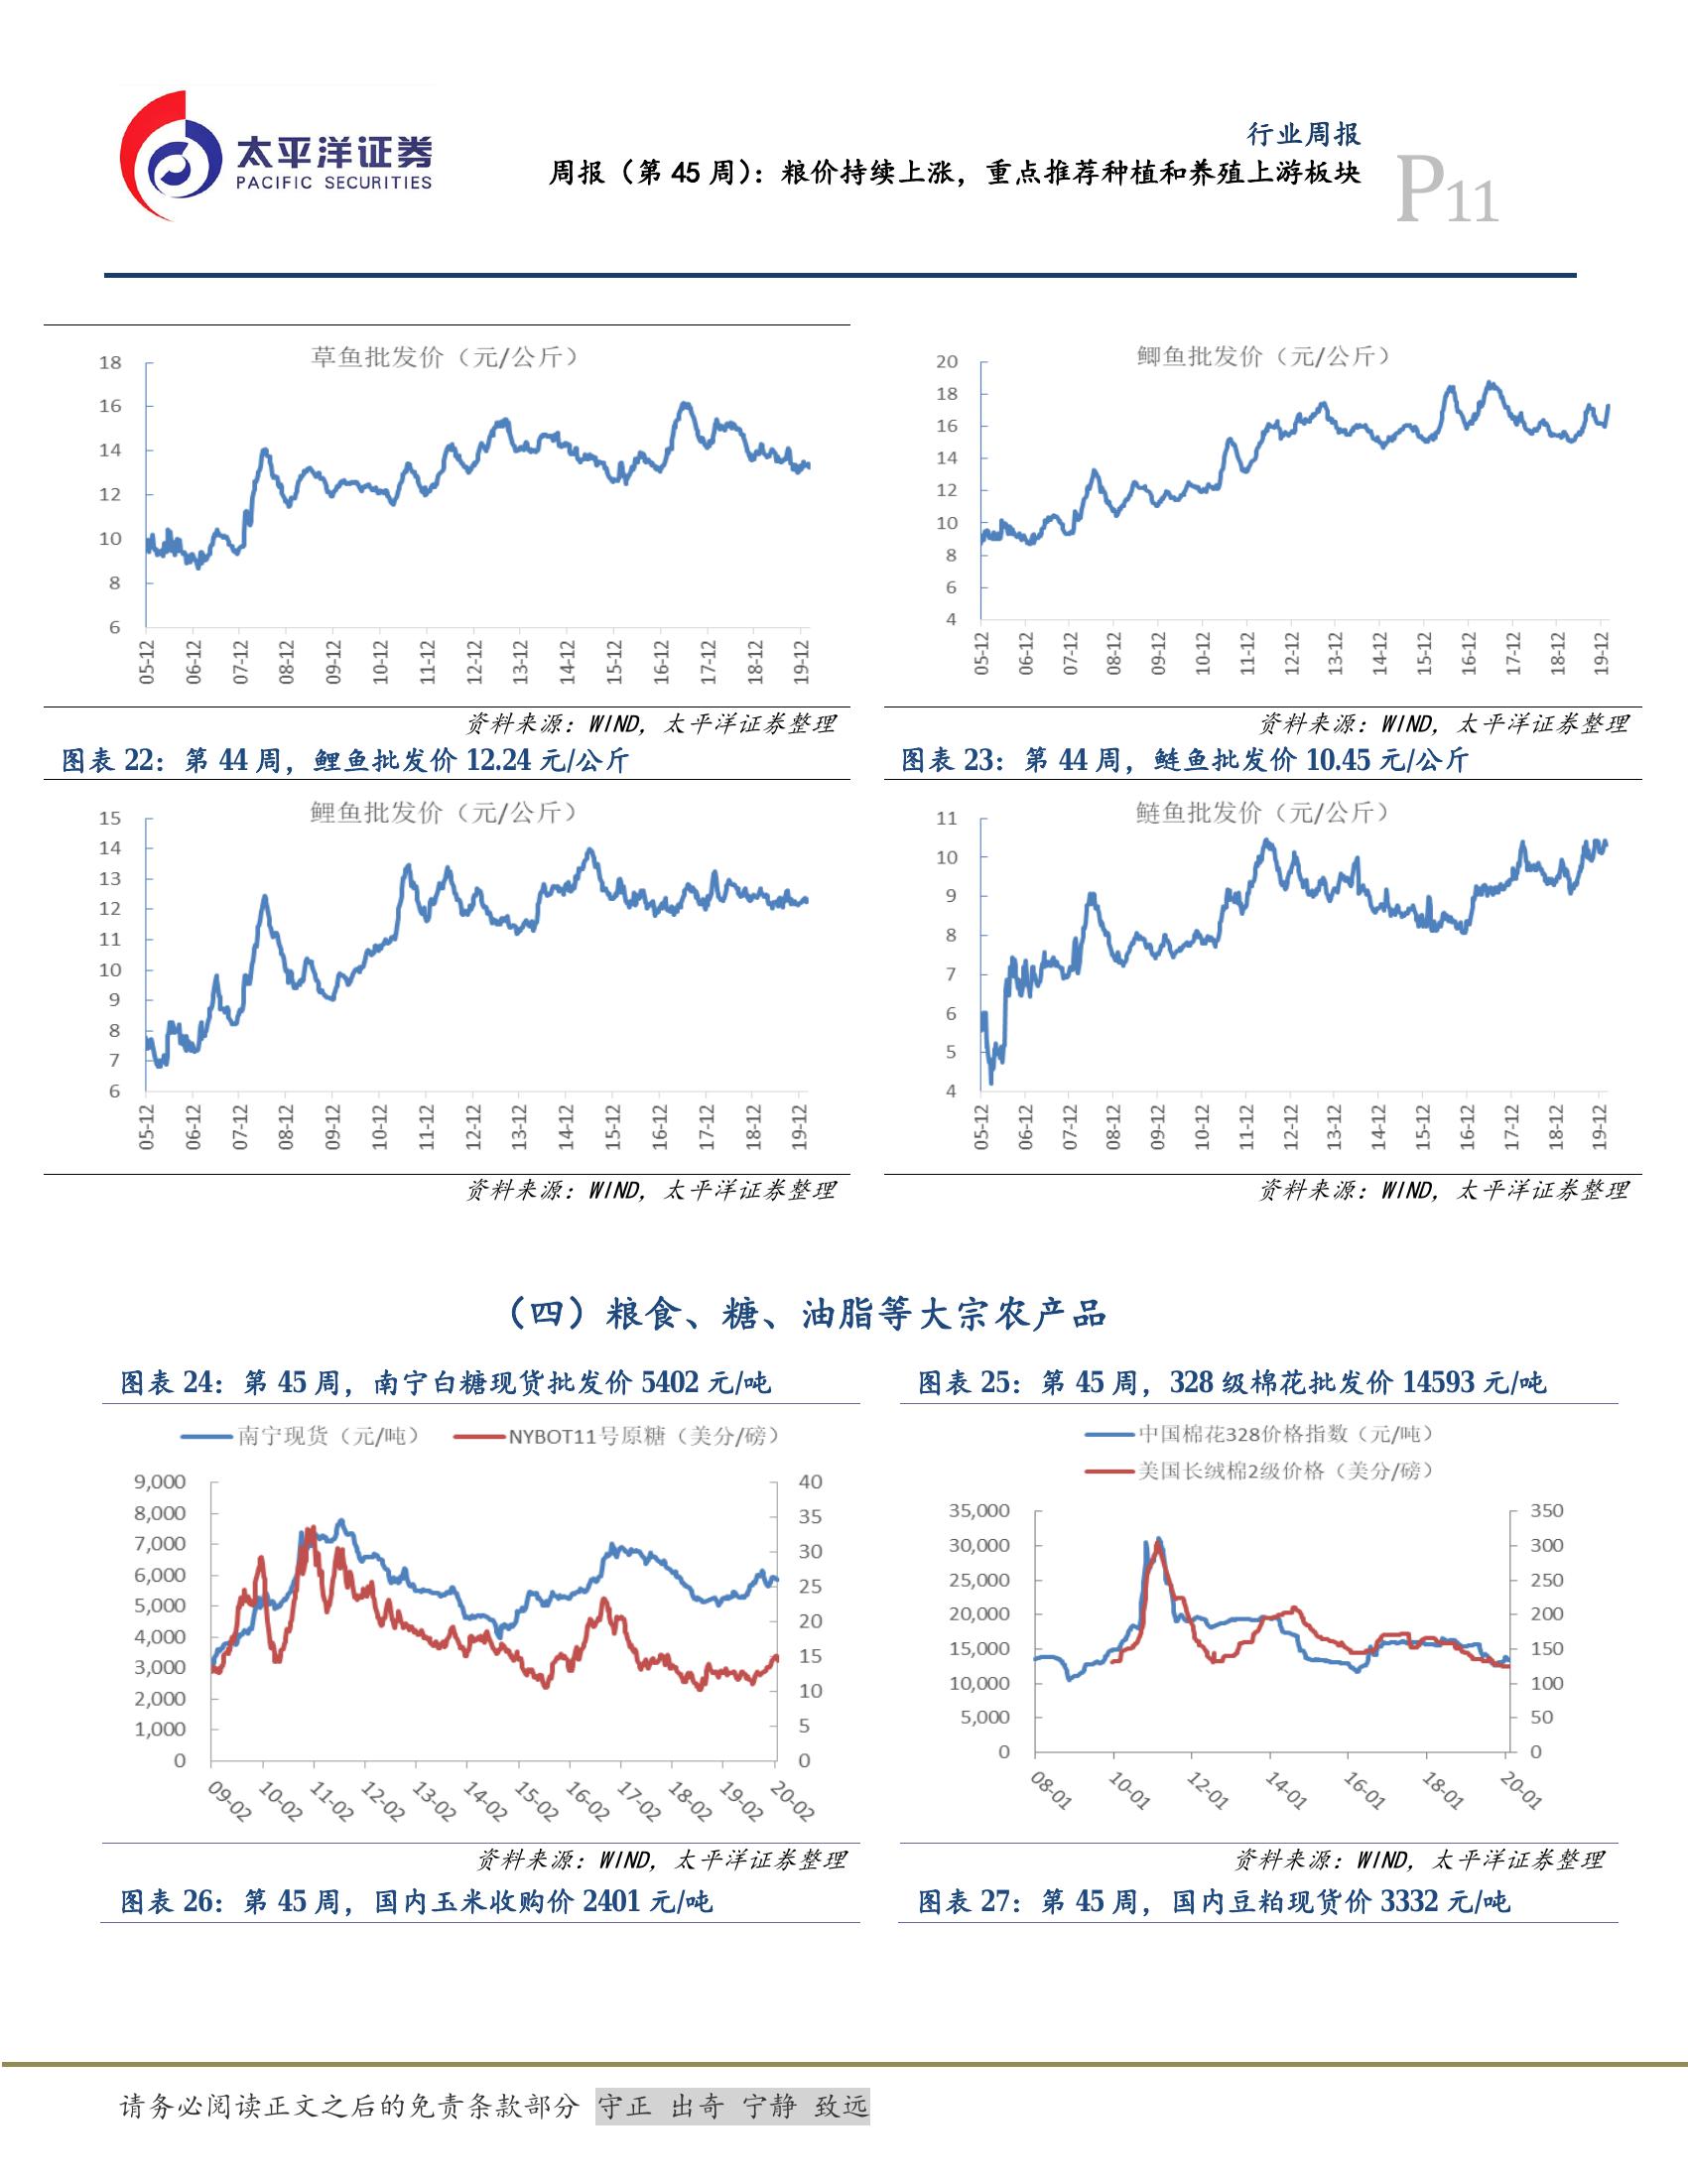 太平洋证券
PACIFIC SECURITIES
行业周报
周报（第 45 周）：粮价持续上涨，重点推荐种植和养殖上游板块
P11
草鱼批发价（元/公斤）
18
16
14
12
10
8
6
05-12 06-12 07-12 08-12 09-12 10-12 11-12 12-12 13-12 14-12 15-12 16-12 17-12 18-12 19-12
鲫鱼批发价（元/公斤）
20
18
16
14
12
10
8
6
4
05-12 06-12 07-12 08-12 09-12 10-12 11-12 12-12 13-12 14-12 15-12 16-12 17-12 18-12 19-12
资料来源：WIND，太平洋证券整理
资料来源：WIND，太平洋证券整理
图表 22：第 44 周，鲤鱼批发价 12.24 元/公斤
图表 23：第 44 周，鲢鱼批发价 10.45 元/公斤
鲤鱼批发价（元/公斤）
15
14
13
12
11
10
9
8
7
6
05-12 06-12 07-12 08-12 09-12 10-12 11-12 12-12 13-12 14-12 15-12 16-12 17-12 18-12 19-12
鲢鱼批发价（元/公斤）
11
10
9
8
7
6
5
4
05-12 06-12 07-12 08-12 09-12 10-12 11-12 12-12 13-12 14-12 15-12 16-12 17-12 18-12 19-12
资料来源：WIND，太平洋证券整理
资料来源：WIND，太平洋证券整理
（四）粮食、糖、油脂等大宗农产品
图表 24：第 45 周，南宁白糖现货批发价 5402 元/吨
图表 25：第 45 周，328 级棉花批发价 14593 元/吨
南宁现货（元/吨） NYBOT11号原糖（美分/磅）
9,000 40
8,000 35
7,000 30
6,000 25
5,000 20
4,000 15
3,000 10
2,000 5
1,000 0
0
09-02 10-02 11-02 12-02 13-02 14-02 15-02 16-02 17-02 18-02 19-02 20-02
中国棉花328价格指数（元/吨）
美国长绒棉2级价格（美分/磅）
35,000 350
30,000 300
25,000 250
20,000 200
15,000 150
10,000 100
5,000 50
0 0
08-01 10-01 12-01 14-01 16-01 18-01 20-01
资料来源：WIND，太平洋证券整理
资料来源：WIND，太平洋证券整理
图表 26：第 45 周，国内玉米收购价 2401 元/吨
图表 27：第 45 周，国内豆粕现货价 3332 元/吨
请务必阅读正文之后的免责条款部分 守正 出奇 宁静 致远